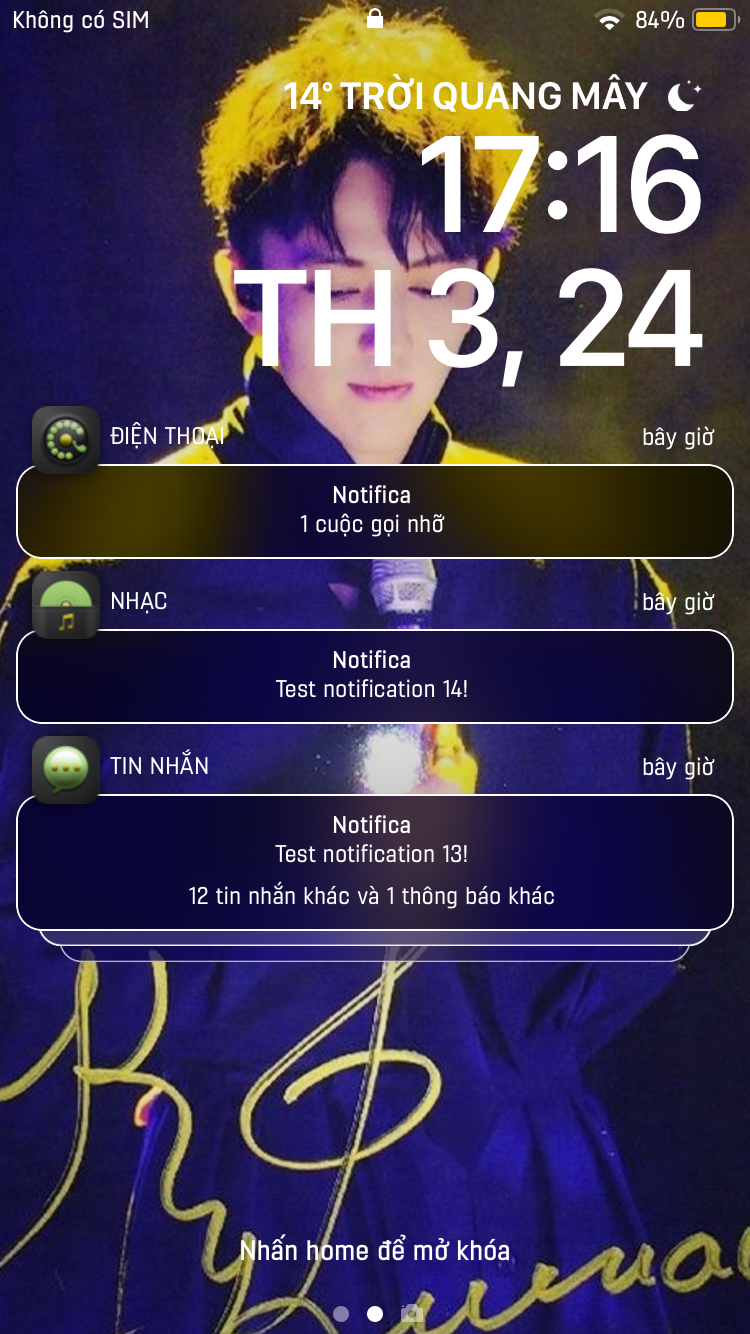 Không có SIM
84%
14° TRỜI QUANG MÂY
17:16
TH 3, 24
ĐIỆN THOẠI
bây giờ
Notifica
1 cuộc gọi nhỡ
NHẠC
bây giờ
Notifica
Test notification 14!
TIN NHẮN
bây giờ
Notifica
Test notification 13!
12 tin nhắn khác và 1 thông báo khác
Nhấn home để mở khóa